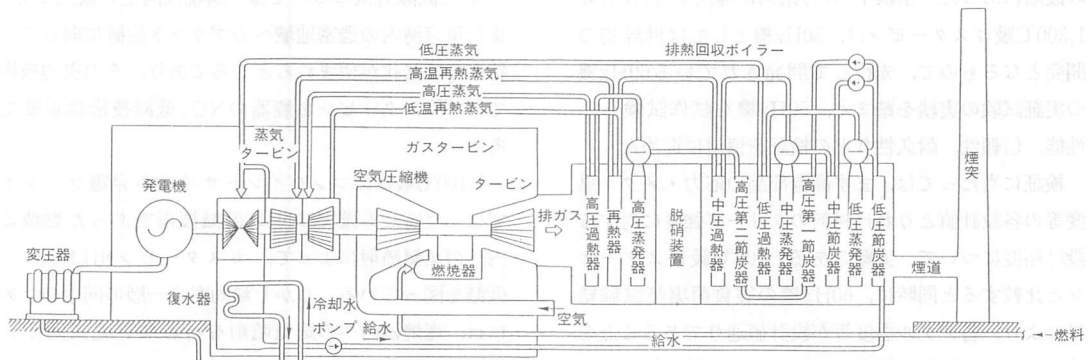 低圧蒸気
高温再熱蒸気
高圧蒸気
低温再熱蒸気
排熱回収ボイラー
蒸気
タービン
ガスタービン
空気圧縮機
タービン
発電機
変圧器
復水器
冷却水
ポンプ
給水
燃焼器
排ガス
空気
給水
高圧過熱器
再熱器
高圧蒸発器
脱硝装置
中圧過熱器
高圧第二節炭器
低圧過熱器
中圧蒸発器
高圧第一節炭器
中圧節炭器
低圧蒸発器
低圧節炭器
煙道
煙突
燃料